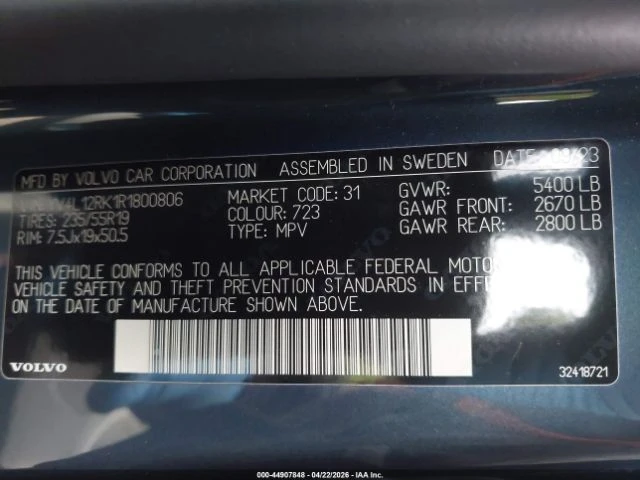 MFD BY VOLVO CAR CORPORATION ASSEMBLED IN SWEDEN DATE:
TIRES: 235/55R19
RIM: 7.5Jx19x50.5
MARKET CODE: 31
COLOUR: 723
TYPE: MPV
GVWR: 5400 LB
GAWR FRONT: 2670 LB
GAWR REAR: 2800 LB
THIS VEHICLE CONFORMS TO ALL APPLICABLE FEDERAL MOTOR
VEHICLE SAFETY AND THEFT PREVENTION STANDARDS IN EFFECT
ON THE DATE OF MANUFACTURE SHOWN ABOVE.
VOLVO
32418721
000-44907848 - 04/22/2026 - IAA Inc.